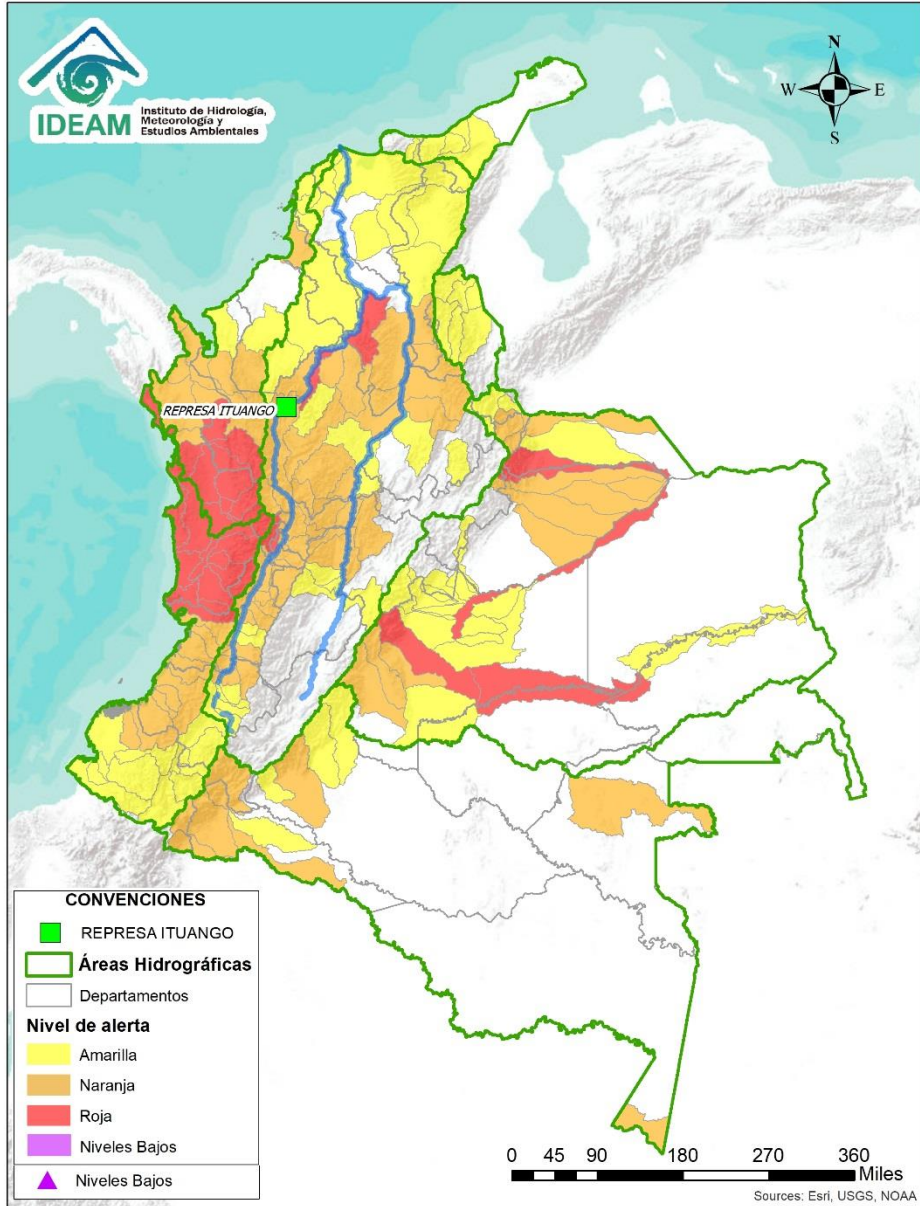 IDEAM
Instituto de Hidrología,
Meteorología y
Estudios Ambientales
N
W E
S
REPRESA ITUANGO
CONVENCIONES
REPRESA ITUANGO
Áreas Hidrográficas
Departamentos
Nivel de alerta
Amarilla
Naranja
Roja
Niveles Bajos
Niveles Bajos
0 45 90 180 270 360
Miles
Sources: Esri, USGS, NOAA